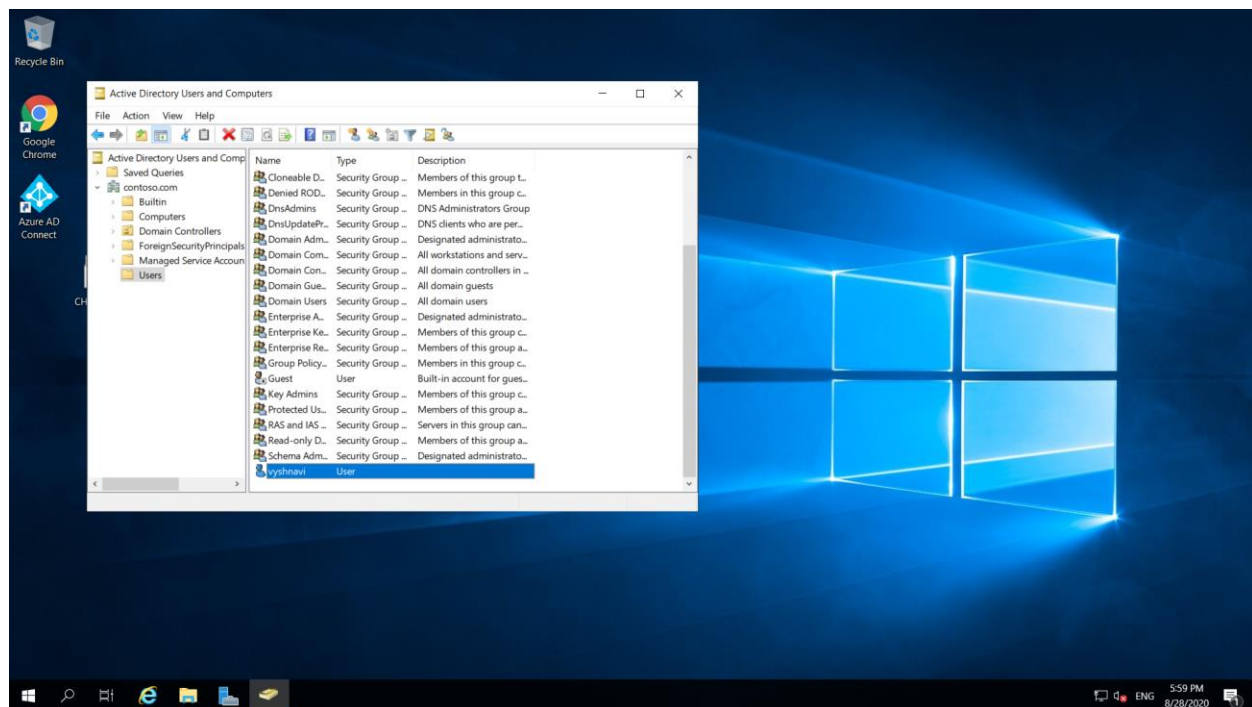 Recycle Bin
Google
Chrome
Azure AD
Connect
CH
Active Directory Users and Computers
File Action View Help
Active Directory Users and Comp
Saved Queries
contoso.com
Builtin
Computers
Domain Controllers
ForeignSecurityPrincipals
Managed Service Accoun
Users
Name Type Description
Cloneable D... Security Group ... Members of this group t...
Denied ROD... Security Group ... Members in this group c...
DnsAdmins Security Group ... DNS Administrators Group
DnsUpdatePr... Security Group ... DNS clients who are per...
Domain Adm... Security Group ... Designated administrato...
Domain Com... Security Group ... All workstations and serv...
Domain Con... Security Group ... All domain controllers in ...
Domain Gue... Security Group ... All domain guests
Domain Users Security Group ... All domain users
Enterprise A... Security Group ... Designated administrato...
Enterprise Ke... Security Group ... Members of this group c...
Enterprise Re... Security Group ... Members of this group a...
Group Policy... Security Group ... Members in this group c...
Guest User Built-in account for gues...
Key Admins Security Group ... Members of this group c...
Protected Us... Security Group ... Members of this group a...
RAS and IAS ... Security Group ... Servers in this group can...
Read-only D... Security Group ... Members of this group a...
Schema Adm... Security Group ... Designated administrato...
vyshnavi User
ENG
5:59 PM
8/28/2020
1